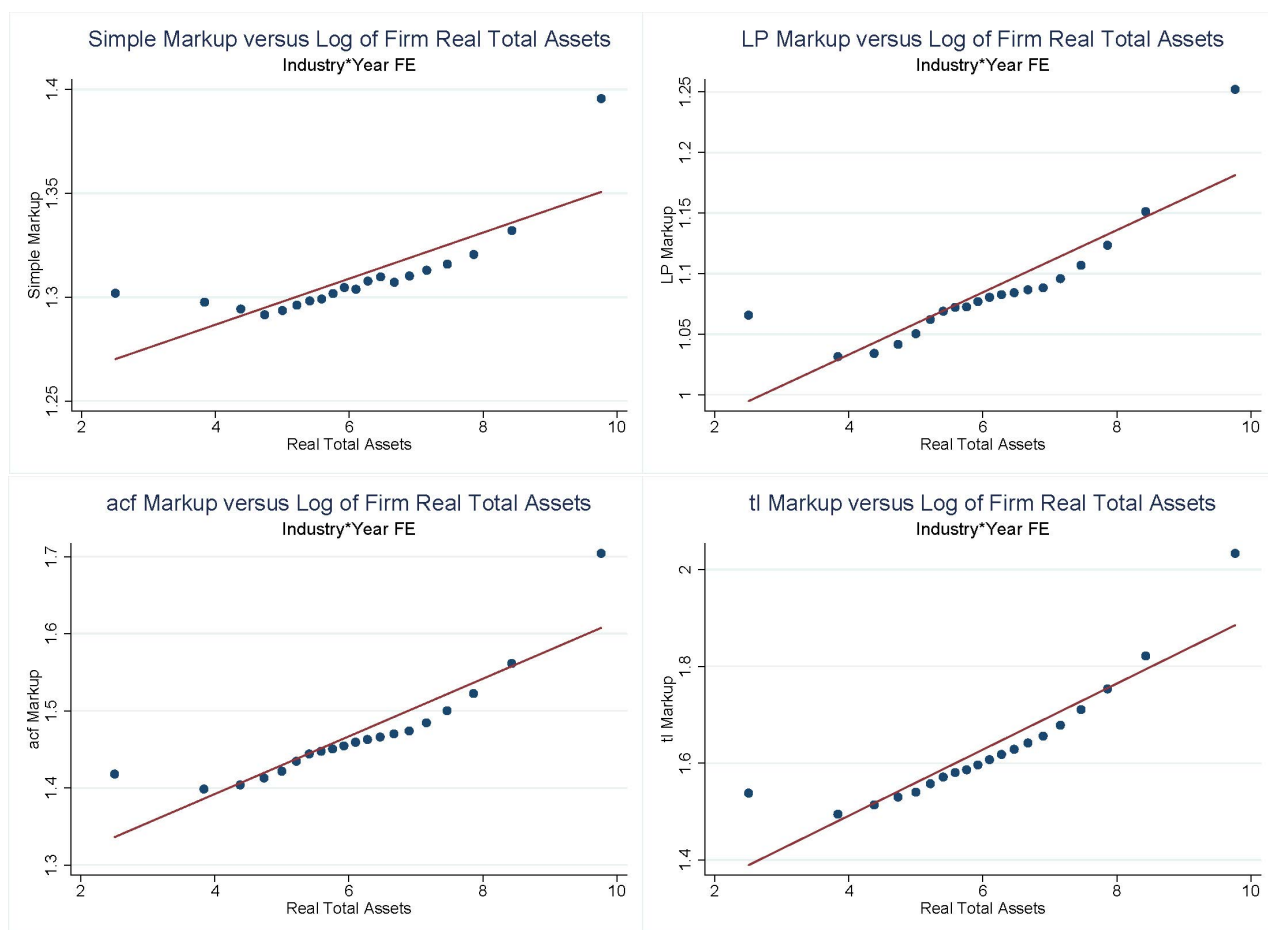 Simple Markup versus Log of Firm Real Total Assets
Industry*Year FE
Simple Markup
1.4
1.35
1.3
1.25
2 4 6 8 10
Real Total Assets
LP Markup versus Log of Firm Real Total Assets
Industry*Year FE
LP Markup
1.25
1.2
1.15
1.1
1.05
1
2 4 6 8 10
Real Total Assets
acf Markup versus Log of Firm Real Total Assets
Industry*Year FE
acf Markup
1.7
1.6
1.5
1.4
1.3
2 4 6 8 10
Real Total Assets
tl Markup versus Log of Firm Real Total Assets
Industry*Year FE
tl Markup
2
1.8
1.6
1.4
2 4 6 8 10
Real Total Assets